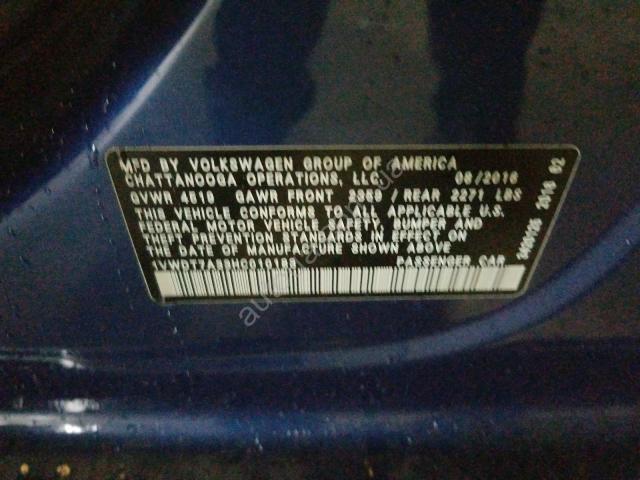 MFD BY VOLKSWAGEN GROUP OF AMERICA
CHATTANOOGA OPERATIONS, LLC 08/2016
GVWR 4519 GAWR FRONT 2369 / REAR 2271 LBS
THIS VEHICLE CONFORMS TO ALL APPLICABLE U.S.
FEDERAL MOTOR VEHICLE SAFETY, BUMPER AND
THEFT PREVENTION STANDARDS IN EFFECT ON
THE DATE OF MANUFACTURE SHOWN ABOVE
PASSENGER CAR